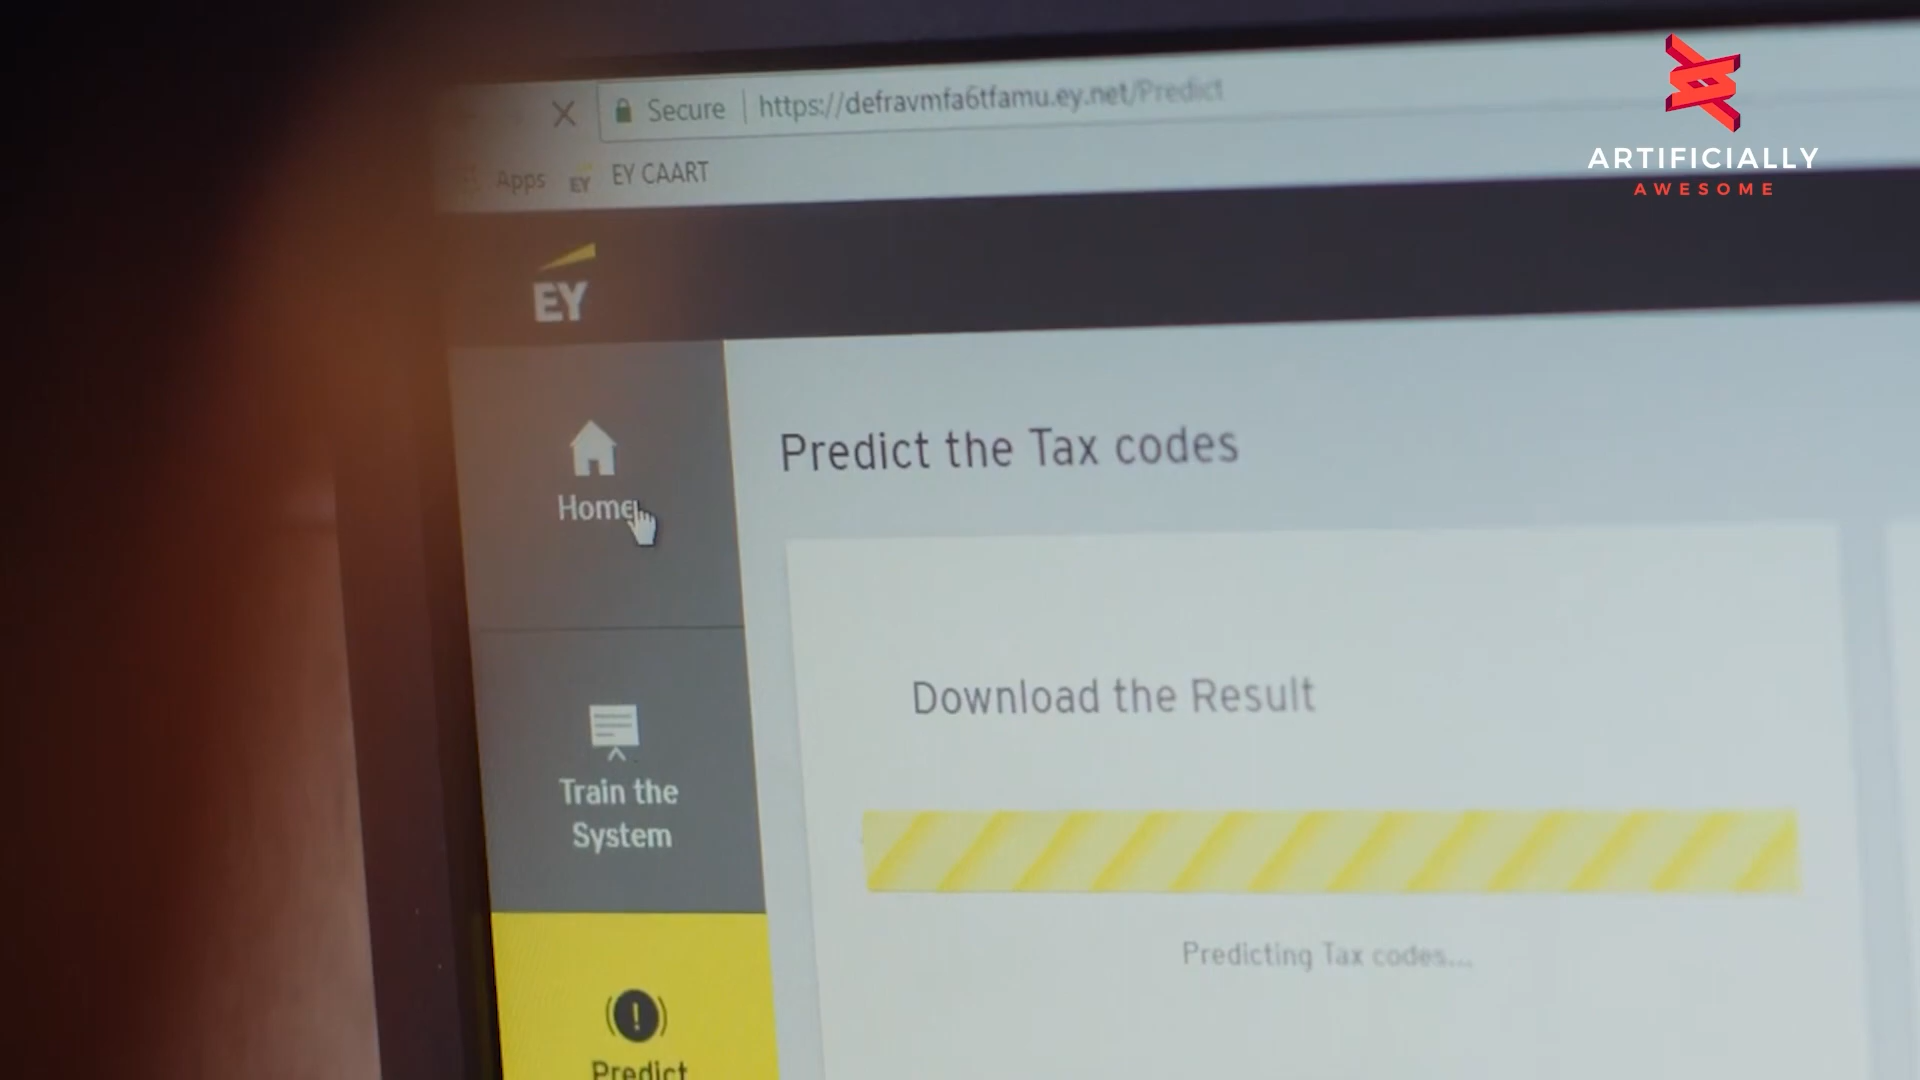 Secure https://defravmfa6tfamu.ey.net/Predict
Apps EY EY CAART
ARTIFICIALLY
AWESOME
EY
Home
Predict the Tax codes
Download the Result
Train the
System
Predicting Tax codes...
Predict